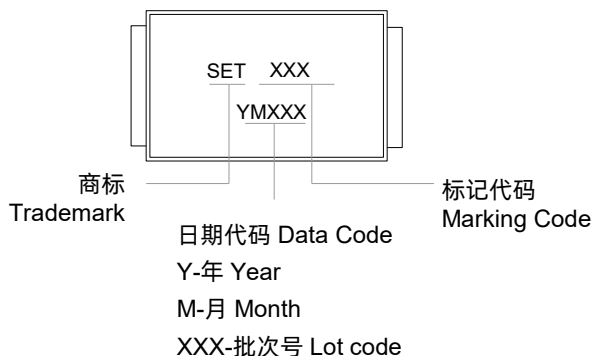 SET XXX
YMXXX
商标
Trademark
标记代码
Marking Code
日期代码 Data Code
Y-年 Year
M-月 Month
XXX-批次号 Lot code